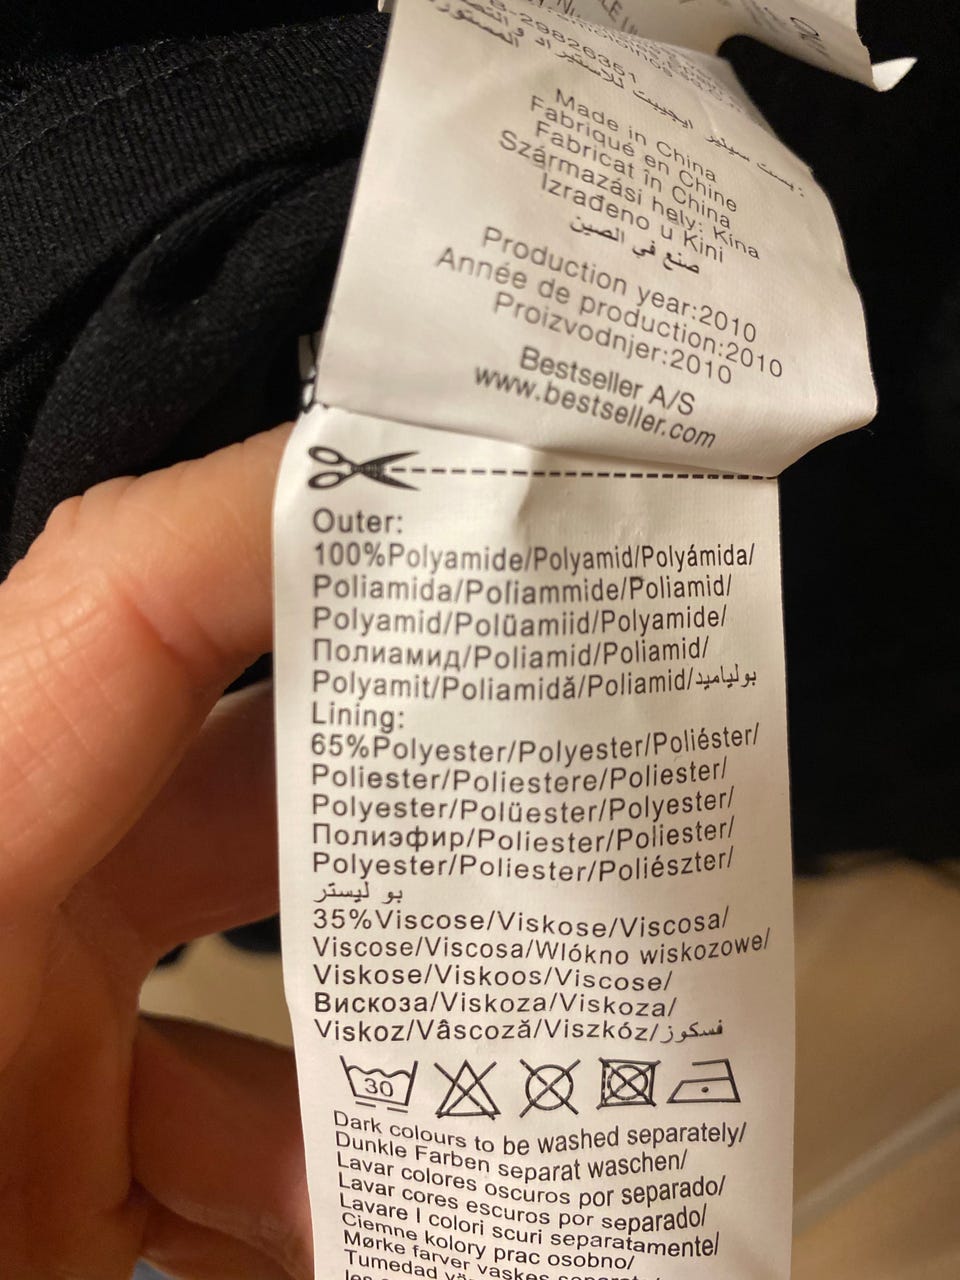 8-29826351
Made in China
Fabriqué en Chine
Fabricat în China
Származási hely: Kína
Izrađeno u Kini
صنع في الصين
Production year:2010
Année de production:2010
Proizvodnjer:2010
Bestseller A/S
www.bestseller.com
Outer:
100%Polyamide/Polyamid/Polyámida/
Poliamida/Poliammide/Poliamid/
Polyamid/Polüamiid/Polyamide/
Полиамид/Poliamid/Poliamid/
Polyamit/Poliamidă/Poliamid/بولياميد
Lining:
65%Polyester/Polyester/Poliéster/
Poliester/Poliestere/Poliester/
Polyester/Polüester/Polyester/
Полиэфир/Poliester/Poliester/
Polyester/Poliester/Poliészter/
بو ليستر
35%Viscose/Viskose/Viscosa/
Viscose/Viscosa/Wlókno wiskozowe/
Viskose/Viskoos/Viscose/
Вискоза/Viskoza/Viskoza/
Viskoz/Vâscoză/Viszkóz/فسكوز
30
Dark colours to be washed separately/
Dunkle Farben separat waschen/
Lavar colores oscuros por separado/
Lavar cores escuros por separado/
Lavare I colori scuri separatamente/
Ciemne kolory prac osobno/
Mørke farver vaskes separat/
Tumedad